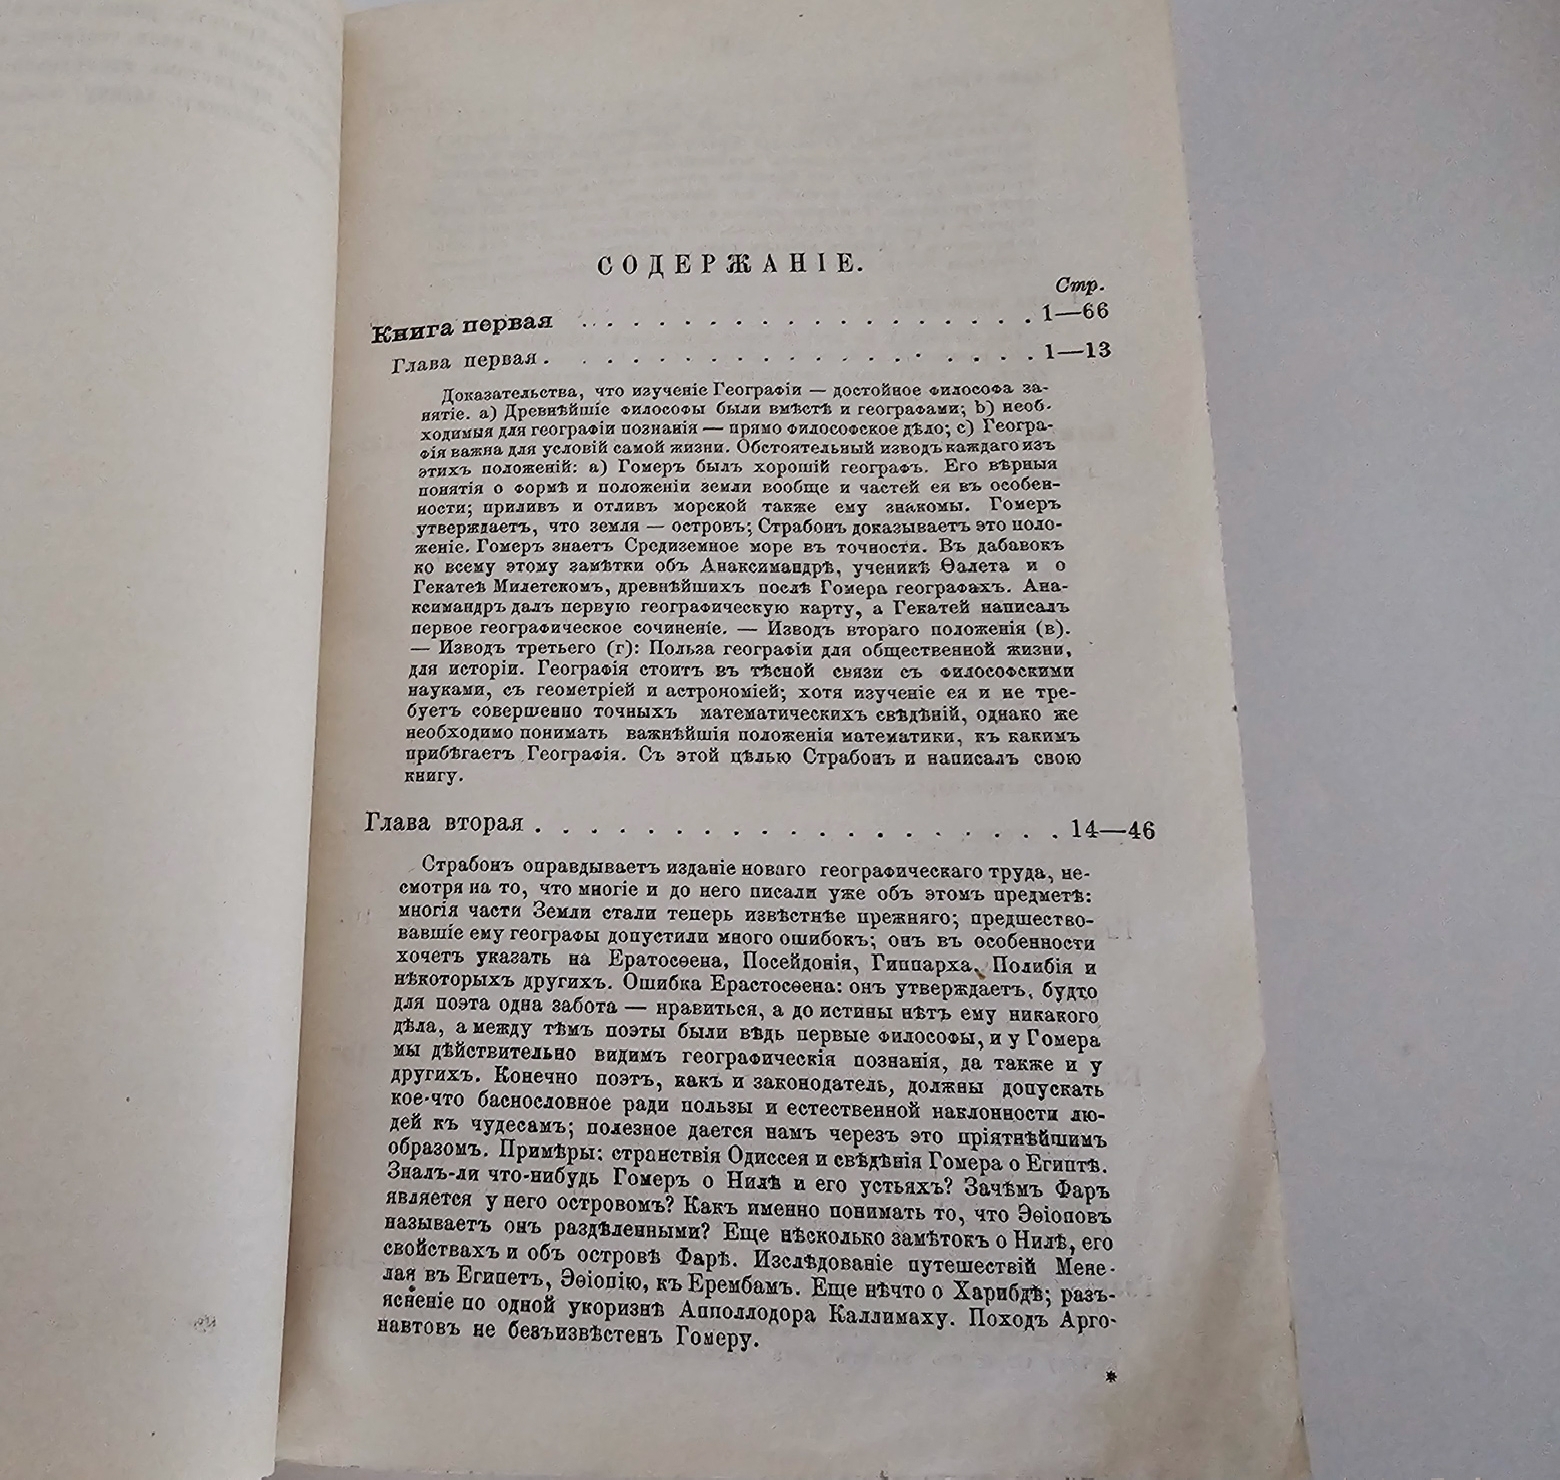 СОДЕРЖАНІЕ.
Стр.
Книга первая . . . . . . . . . . . . . . . . . . 1—66
Глава первая . . . . . . . . . . . . . . . . . . 1—13
Доказательства, что изученіе Географіи — достойное философа за-
нятіе. а) Древнѣйшіе философы были вмѣстѣ и географами; b) необ-
ходимыя для географіи познанія — прямо философское дѣло; с) Геогра-
фія важна для условій самой жизни. Обстоятельный изводъ каждаго изъ
этихъ положеній: а) Гомеръ былъ хорошій географъ. Его вѣрныя
понятія о формѣ и положеніи земли вообще и частей ея въ особен-
ности; приливъ и отливъ морской также ему знакомы. Гомеръ
утверждаетъ, что земля — островъ; Страбонъ доказываетъ это поло-
женіе. Гомеръ знаетъ Средиземное море въ точности. Въ дабавокъ
ко всему этому замѣтки объ Анаксимандрѣ, ученикѣ Ѳалета и о
Гекатеѣ Милетскомъ, древнѣйшихъ послѣ Гомера географахъ. Ана-
ксимандръ далъ первую географическую карту, а Гекатей написалъ
первое географическое сочиненіе. — Изводъ втораго положенія (в).
— Изводъ третьего (г): Польза географіи для общественной жизни,
для исторіи. Географія стоитъ въ тѣсной связи съ философскими
науками, съ геометріей и астрономіей; хотя изученіе ея и не тре-
буетъ совершенно точныхъ математическихъ свѣдѣній, однако же
необходимо понимать важнѣйшія положенія математики, къ какимъ
прибѣгаетъ Географія. Съ этой цѣлью Страбонъ и написалъ свою
книгу.
Глава вторая . . . . . . . . . . . . . . . . . . 14—46
Страбонъ оправдываетъ изданіе новаго географическаго труда, не-
смотря на то, что многіе и до него писали уже объ этомъ предметѣ:
многія части Земли стали теперь извѣстнѣе прежняго; предшество-
вавшіе ему географы допустили много ошибокъ; онъ въ особенности
хочетъ указать на Ератосѳена, Посейдонія, Гиппарха, Полибія и
нѣкоторыхъ другихъ. Ошибка Ерастосѳена: онъ утверждаетъ, будто
для поэта одна забота — нравиться, а до истины нѣтъ ему никакого
дѣла, а между тѣмъ поэты были вѣдь первые философы, и у Гомера
мы дѣйствительно видимъ географическія познанія, да также и у
другихъ. Конечно поэтъ, какъ и законодатель, должны допускать
кое-что баснословное ради пользы и естественной наклонности лю-
дей къ чудесамъ; полезное дается намъ черезъ это пріятнѣйшимъ
образомъ. Примѣры: странствія Одиссея и свѣдѣнія Гомера о Египтѣ.
Зналъ-ли что-нибудь Гомеръ о Нилѣ и его устьяхъ? Зачѣмъ Фаръ
является у него островомъ? Какъ именно понимать то, что Эѳіоповъ
называетъ онъ раздѣленными? Еще нѣсколько замѣтокъ о Нилѣ, его
свойствахъ и объ островѣ Фарѣ. Изслѣдованіе путешествій Мене-
лая въ Египетъ, Эѳіопію, къ Ерембамъ. Еще нѣчто о Харибдѣ; разъ-
ясненіе по одной укоризнѣ Апполлодора Каллимаху. Походъ Арго-
навтовъ не безъизвѣстенъ Гомеру.
*